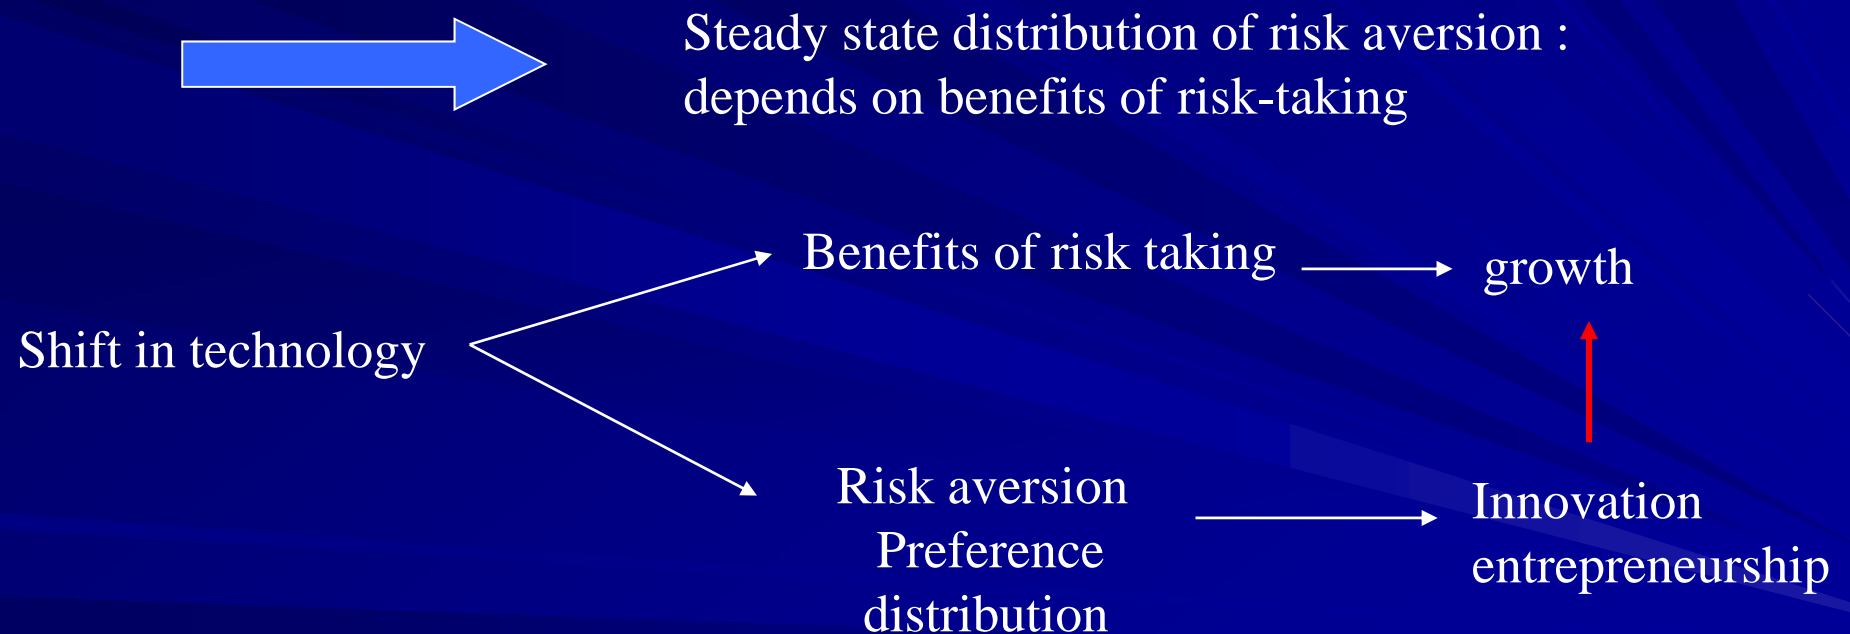 Steady state distribution of risk aversion :
depends on benefits of risk-taking
Benefits of risk taking
growth
Shift in technology
Risk aversion
Preference
distribution
Innovation
entrepreneurship